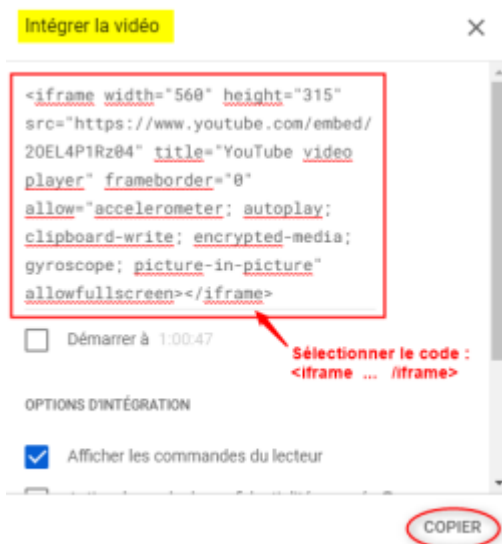 Intégrer la vidéo
<iframe width="560" height="315"
src="https://www.youtube.com/embed/
20EL4P1Rz04" title="YouTube video
player" frameborder="0"
allow="accelerometer; autoplay;
clipboard-write; encrypted-media;
gyroscope; picture-in-picture"
allowfullscreen></iframe>
Démarrer à 1:00:47
Sélectionner le code :
<iframe ... /iframe>
OPTIONS D'INTÉGRATION
Afficher les commandes du lecteur
COPIER